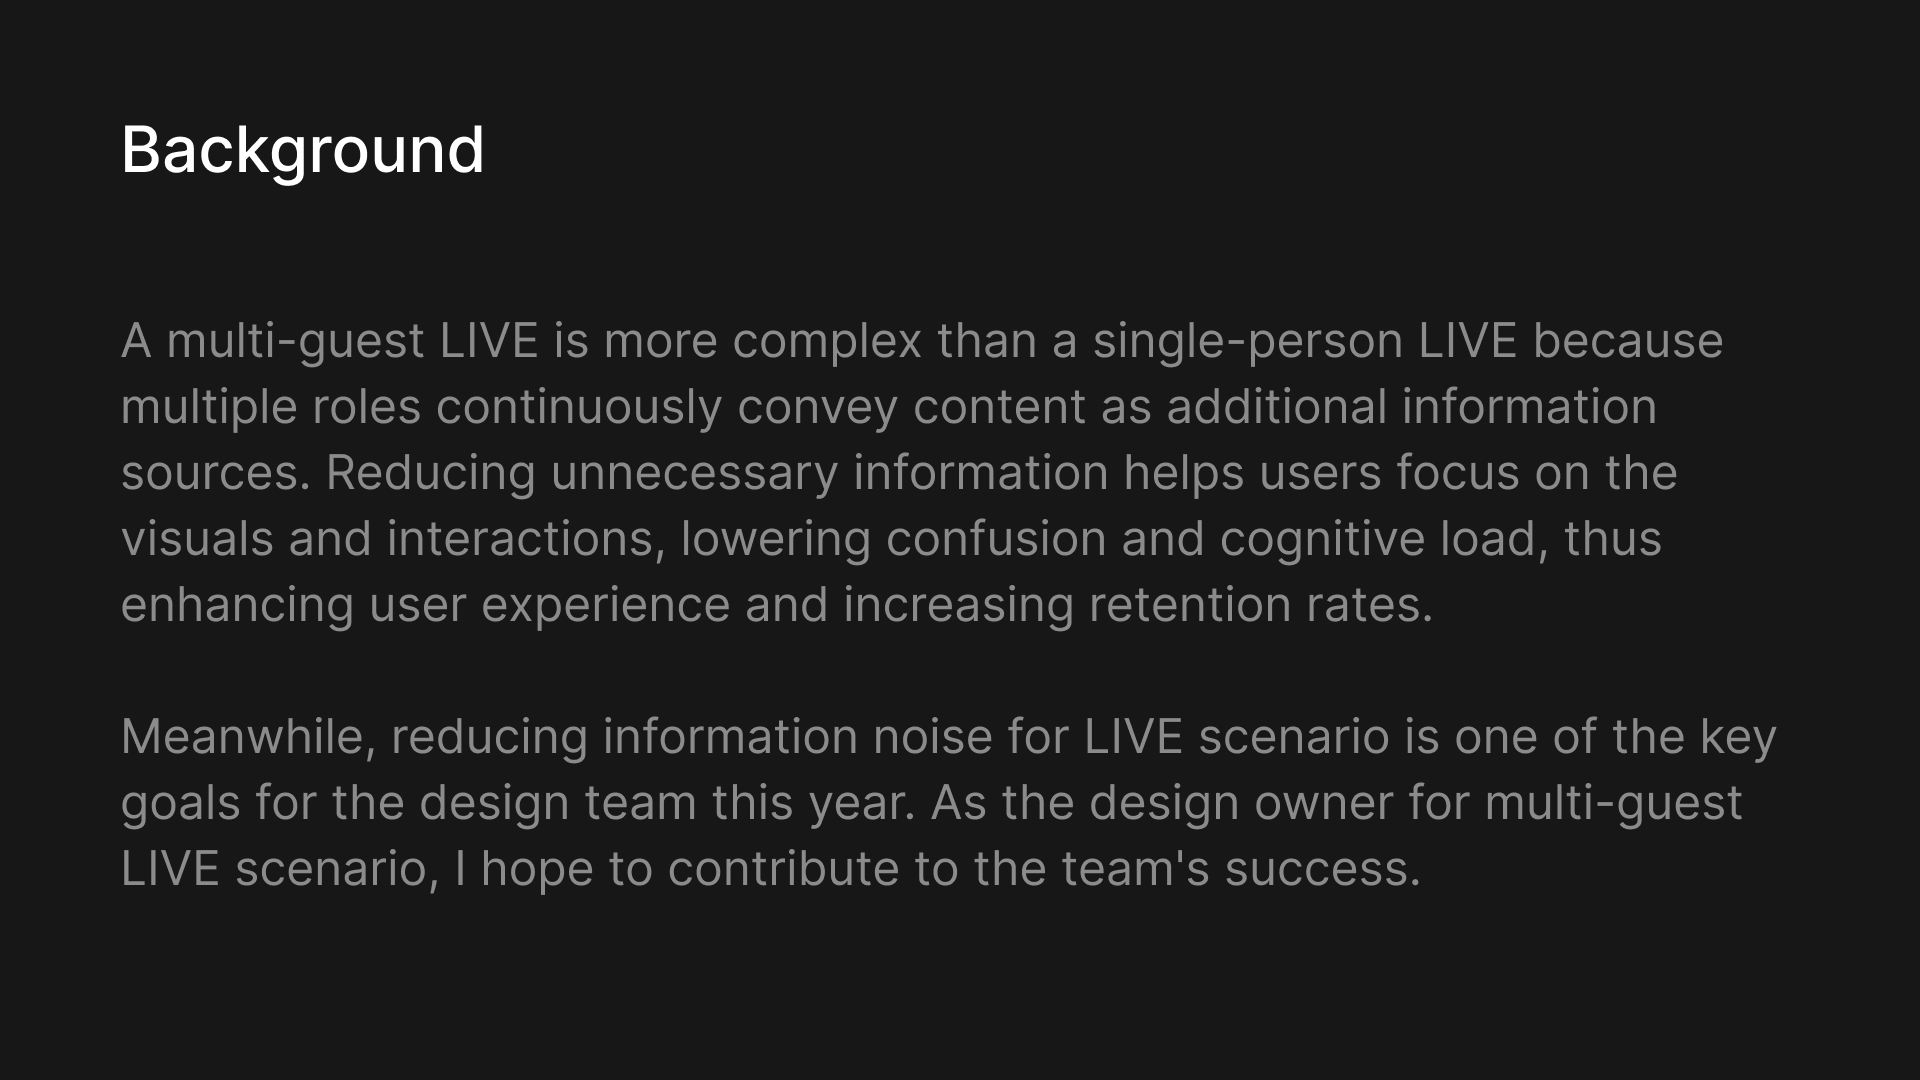 Background
A multi-guest LIVE is more complex than a single-person LIVE because
multiple roles continuously convey content as additional information
sources. Reducing unnecessary information helps users focus on the
visuals and interactions, lowering confusion and cognitive load, thus
enhancing user experience and increasing retention rates.
Meanwhile, reducing information noise for LIVE scenario is one of the key
goals for the design team this year. As the design owner for multi-guest
LIVE scenario, I hope to contribute to the team's success.